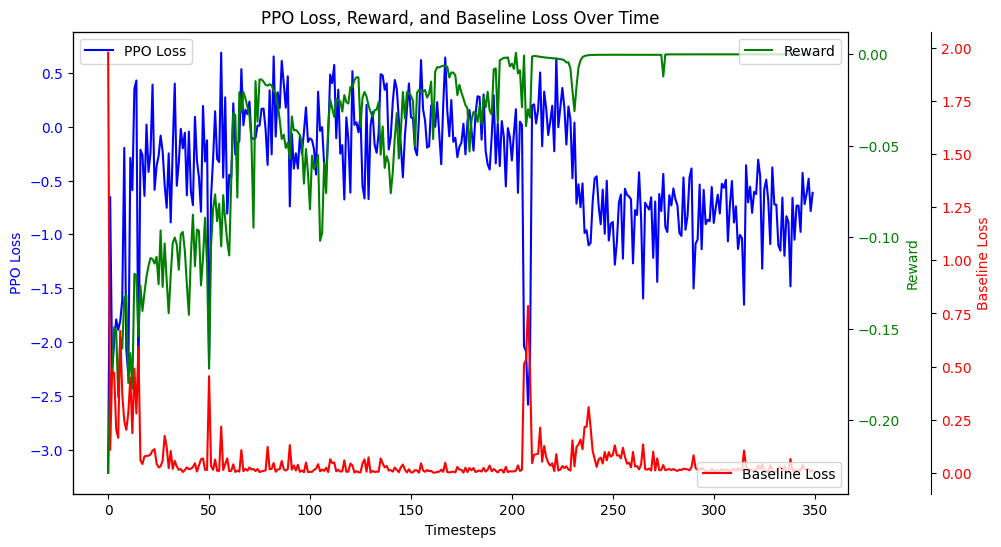 PPO Loss, Reward, and Baseline Loss Over Time
PPO Loss
Reward
Baseline Loss
0.5
0.0
−0.5
−1.0
−1.5
−2.0
−2.5
−3.0
PPO Loss
0.00
−0.05
−0.10
−0.15
−0.20
Reward
2.00
1.75
1.50
1.25
1.00
0.75
0.50
0.25
0.00
Baseline Loss
0 50 100 150 200 250 300 350
Timesteps